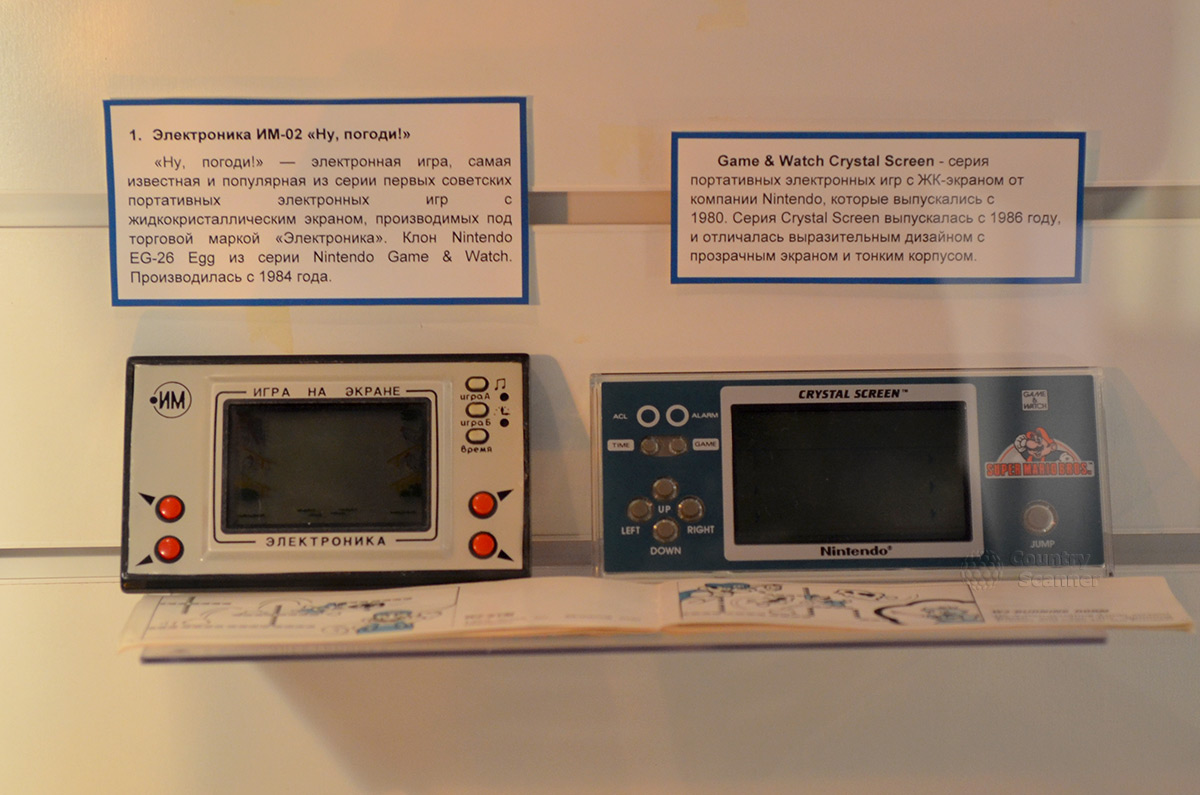 1. Электроника ИМ-02 «Ну, погоди!»
«Ну, погоди!» — электронная игра, самая
известная и популярная из серии первых советских
портативных электронных игр с
жидкокристаллическим экраном, производимых под
торговой маркой «Электроника». Клон Nintendo
EG-26 Egg из серии Nintendo Game & Watch.
Производилась с 1984 года.
Game & Watch Crystal Screen - серия
портативных электронных игр с ЖК-экраном от
компании Nintendo, которые выпускались с
1980. Серия Crystal Screen выпускалась с 1986 году,
и отличалась выразительным дизайном с
прозрачным экраном и тонким корпусом.
ИМ
ИГРА НА ЭКРАНЕ
игра А
игра Б
время
ЭЛЕКТРОНИКА
CRYSTAL SCREEN™
ACL
ALARM
TIME
GAME
GAME
&
WATCH
SUPER MARIO BROS.
UP
LEFT
RIGHT
DOWN
JUMP
Nintendo®
Country
Scanner